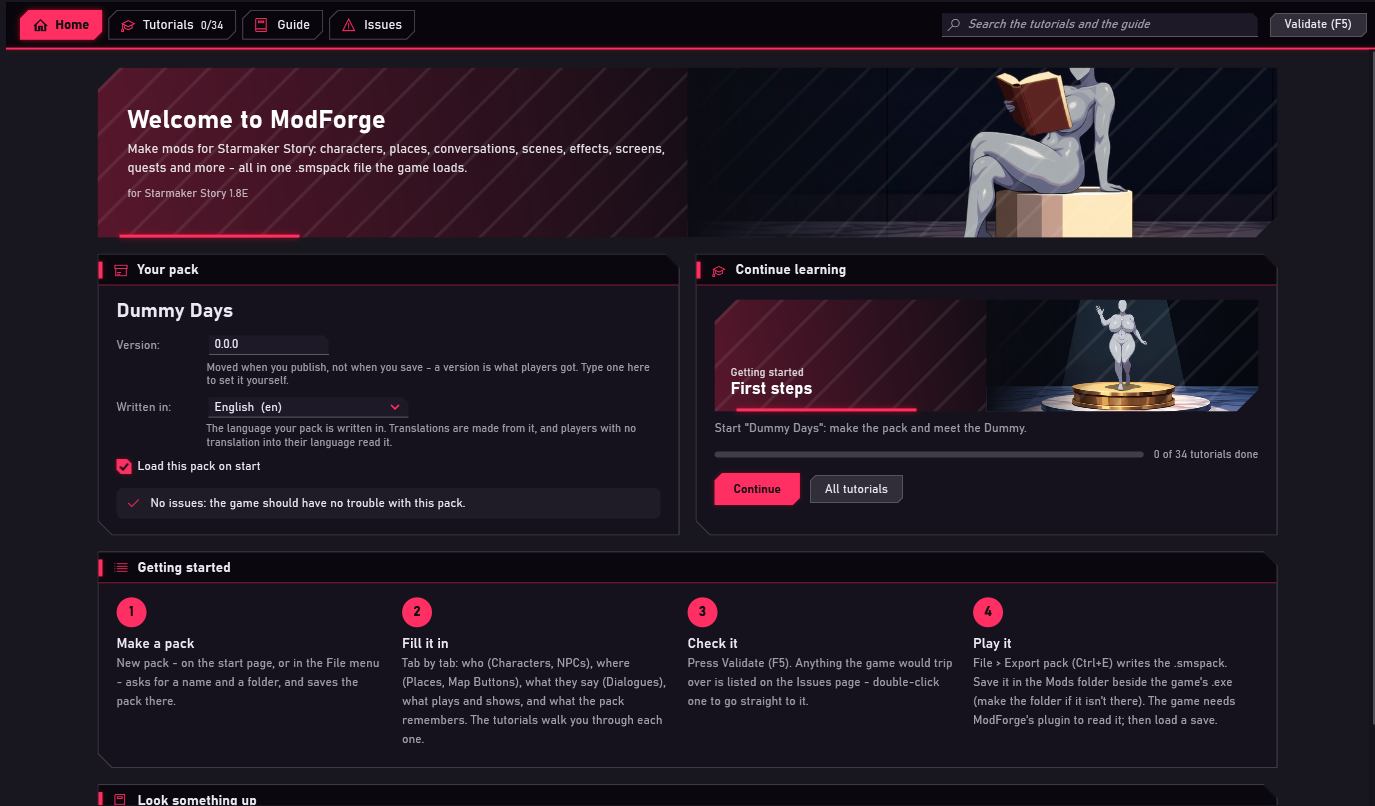 Home
Tutorials 0/34
Guide
Issues
Search the tutorials and the guide
Validate (F5)
Welcome to ModForge
Make mods for Starmaker Story: characters, places, conversations, scenes, effects, screens,
quests and more - all in one .smspack file the game loads.
for Starmaker Story 1.8E
Your pack
Dummy Days
Version: 0.0.0
Moved when you publish, not when you save - a version is what players got. Type one here
to set it yourself.
Written in: English (en)
The language your pack is written in. Translations are made from it, and players with no
translation into their language read it.
Load this pack on start
No issues: the game should have no trouble with this pack.
Continue learning
Getting started
First steps
Start "Dummy Days": make the pack and meet the Dummy.
0 of 34 tutorials done
Continue
All tutorials
Getting started
1
Make a pack
New pack - on the start page, or in the File menu
- asks for a name and a folder, and saves the
pack there.
2
Fill it in
Tab by tab: who (Characters, NPCs), where
(Places, Map Buttons), what they say (Dialogues),
what plays and shows, and what the pack
remembers. The tutorials walk you through each
one.
3
Check it
Press Validate (F5). Anything the game would trip
over is listed on the Issues page - double-click
one to go straight to it.
4
Play it
File > Export pack (Ctrl+E) writes the .smspack.
Save it in the Mods folder beside the game's .exe
(make the folder if it isn't there). The game needs
ModForge's plugin to read it; then load a save.
Look something up